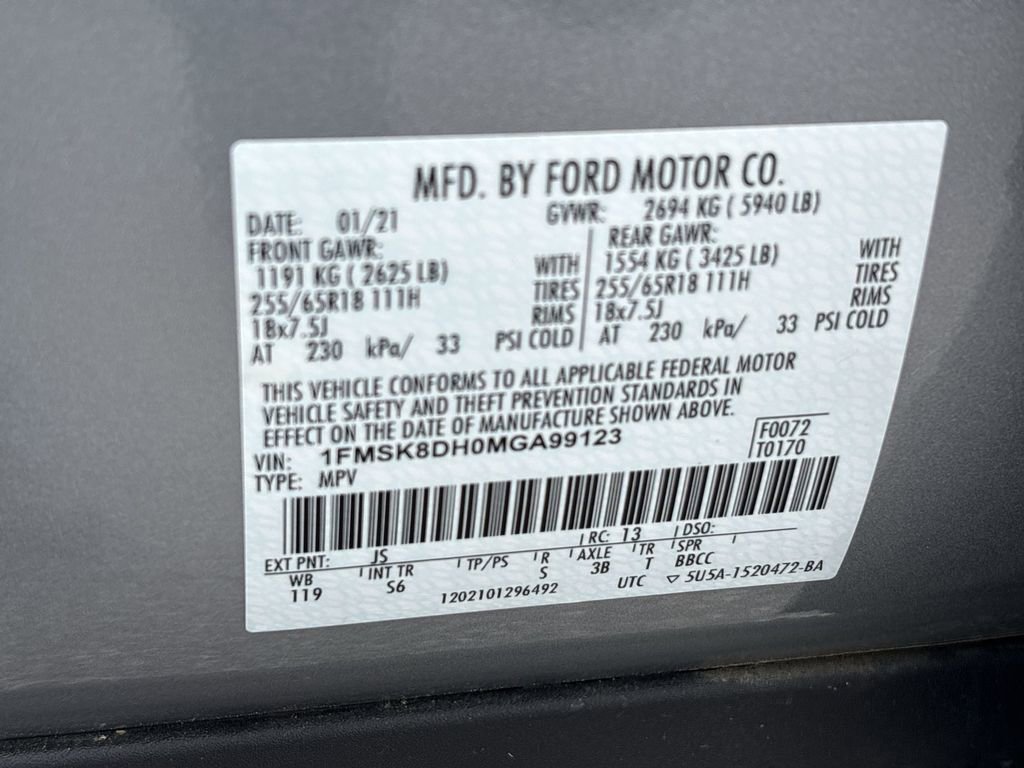 MFD. BY FORD MOTOR CO.
DATE: 01/21 GVWR: 2694 KG ( 5940 LB)
FRONT GAWR: REAR GAWR:
1191 KG ( 2625 LB) WITH 1554 KG ( 3425 LB) WITH
255/65R18 111H TIRES 255/65R18 111H TIRES
18x7.5J RIMS 18x7.5J RIMS
AT 230 kPa/ 33 PSI COLD AT 230 kPa/ 33 PSI COLD
THIS VEHICLE CONFORMS TO ALL APPLICABLE FEDERAL MOTOR
VEHICLE SAFETY AND THEFT PREVENTION STANDARDS IN
EFFECT ON THE DATE OF MANUFACTURE SHOWN ABOVE.
VIN: 1FMSK8DH0MGA99123 F0072
TYPE: MPV T0170
EXT PNT: JS RC: 13 DSO:
WB INT TR TP/PS R AXLE TR SPR
119 S6 S 3B T BBCC
1202101296492 UTC ▽ 5U5A-1520472-BA